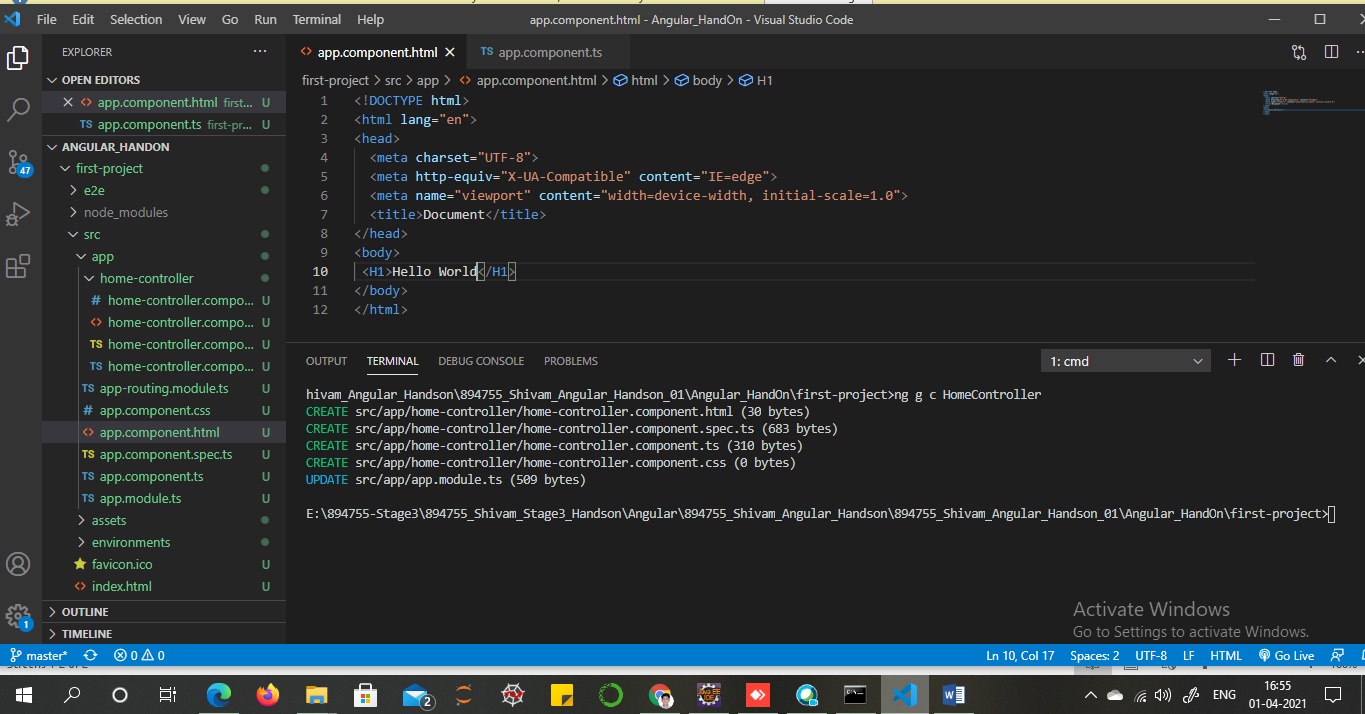 File Edit Selection View Go Run Terminal Help app.component.html - Angular_HandOn - Visual Studio Code
EXPLORER ···
OPEN EDITORS
app.component.html first-... U
TS app.component.ts first-pr... U
ANGULAR_HANDON
first-project
e2e
node_modules
src
app
home-controller
# home-controller.compo... U
<> home-controller.compo... U
TS home-controller.compo... U
TS home-controller.compo... U
TS app-routing.module.ts U
# app.component.css U
<> app.component.html U
TS app.component.spec.ts U
TS app.component.ts U
TS app.module.ts U
assets
environments
favicon.ico U
<> index.html U
OUTLINE
TIMELINE
47
1
<> app.component.html TS app.component.ts
first-project > src > app > <> app.component.html > html > body > H1
1 <!DOCTYPE html>
2 <html lang="en">
3 <head>
4 <meta charset="UTF-8">
5 <meta http-equiv="X-UA-Compatible" content="IE=edge">
6 <meta name="viewport" content="width=device-width, initial-scale=1.0">
7 <title>Document</title>
8 </head>
9 <body>
10 <H1>Hello World</H1>
11 </body>
12 </html>
OUTPUT TERMINAL DEBUG CONSOLE PROBLEMS 1: cmd
hivam_Angular_Handson\894755_Shivam_Angular_Handson_01\Angular_HandOn\first-project>ng g c HomeController
CREATE src/app/home-controller/home-controller.component.html (30 bytes)
CREATE src/app/home-controller/home-controller.component.spec.ts (683 bytes)
CREATE src/app/home-controller/home-controller.component.ts (310 bytes)
CREATE src/app/home-controller/home-controller.component.css (0 bytes)
UPDATE src/app/app.module.ts (509 bytes)
E:\894755-Stage3\894755_Shivam_Stage3_Handson\Angular\894755_Shivam_Angular_Handson\894755_Shivam_Angular_Handson_01\Angular_HandOn\first-project>
Activate Windows
Go to Settings to activate Windows.
master* 0 0 Ln 10, Col 17 Spaces: 2 UTF-8 LF HTML Go Live
2 ENG 16:55
01-04-2021